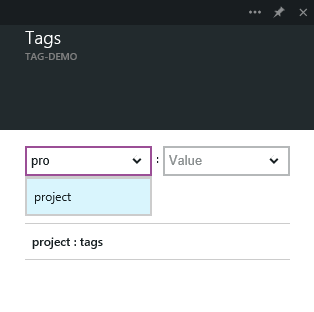 Tags
TAG-DEMO
pro : Value
project
project : tags